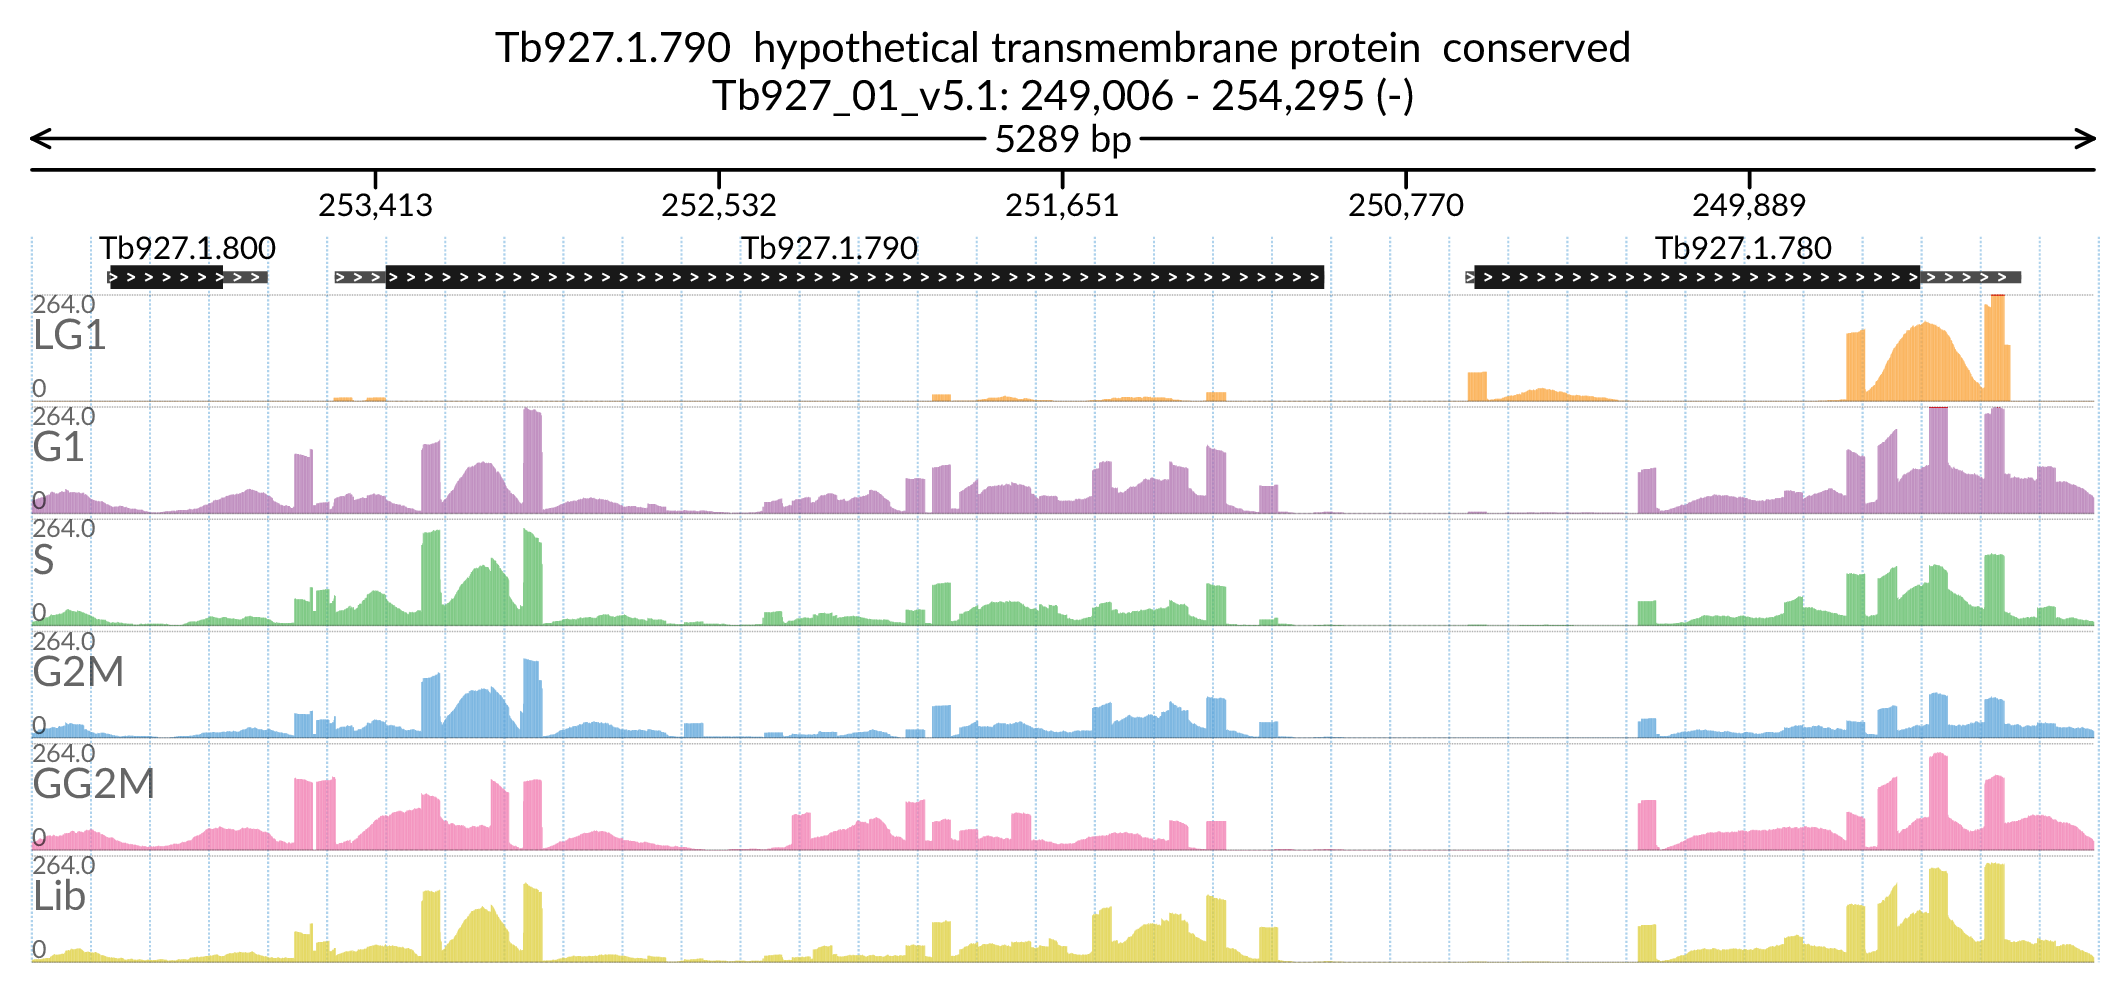 Tb927.1.790 hypothetical transmembrane protein conserved
Tb927_01_v5.1: 249,006 - 254,295 (-)
5289 bp
253,413 252,532 251,651 250,770 249,889
Tb927.1.800 Tb927.1.790 Tb927.1.780
264.0
LG1
0
264.0
G1
0
264.0
S
0
264.0
G2M
0
264.0
GG2M
0
264.0
Lib
0